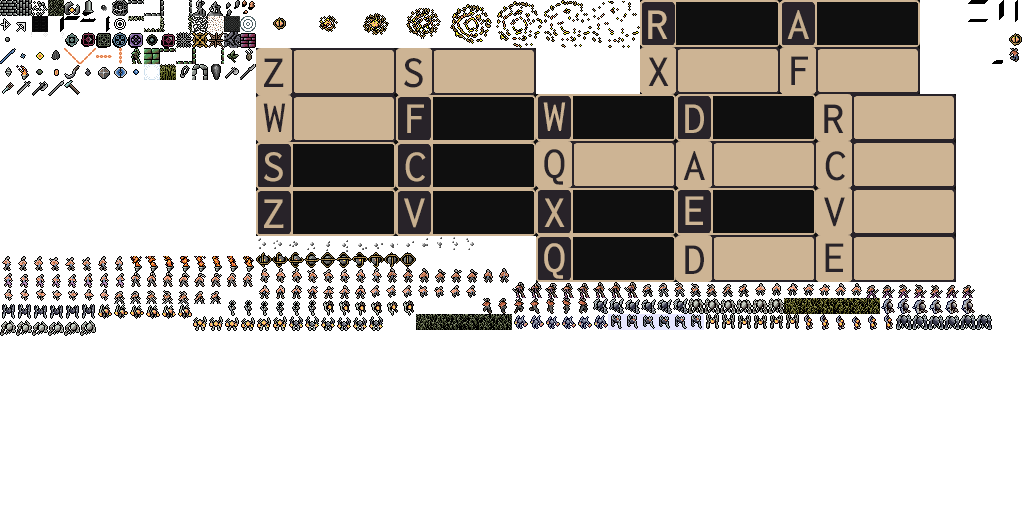 R A
X F
Z S
W F W D R
S C Q A C
Z V X E V
Q D E